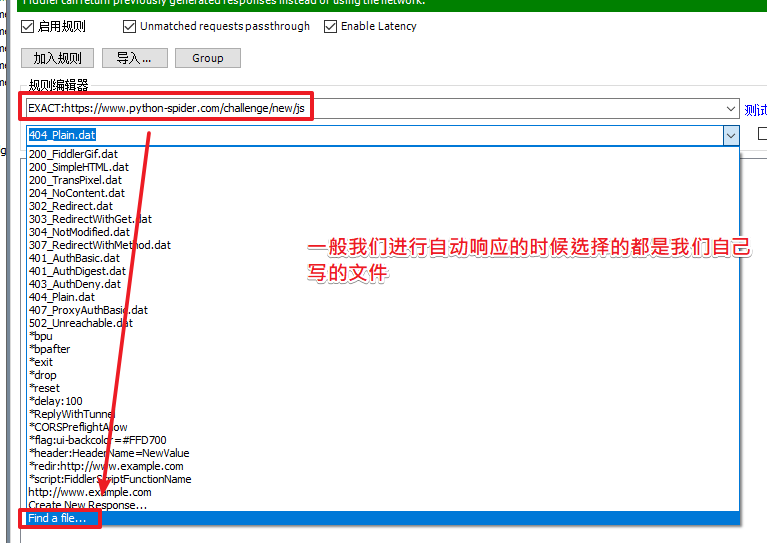 Fiddler can return previously generated responses instead of using the network.
启用规则 Unmatched requests passthrough Enable Latency
加入规则 导入... Group
规则编辑器
EXACT:https://www.python-spider.com/challenge/new/js 测试
404_Plain.dat
200_FiddlerGif.dat
200_SimpleHTML.dat
200_TransPixel.dat
204_NoContent.dat
302_Redirect.dat
303_RedirectWithGet.dat
304_NotModified.dat
307_RedirectWithMethod.dat
401_AuthBasic.dat
401_AuthDigest.dat
403_AuthDeny.dat
404_Plain.dat
407_ProxyAuthBasic.dat
502_Unreachable.dat
*bpu
*bpafter
*exit
*drop
*reset
*delay:100
*ReplyWithTunnel
*CORSPreflightAllow
*flag:ui-backcolor=#FFD700
*header:HeaderName=NewValue
*redir:http://www.example.com
*script:FiddlerScriptFunctionName
http://www.example.com
Create New Response...
Find a file...
一般我们进行自动响应的时候选择的都是我们自己
写的文件